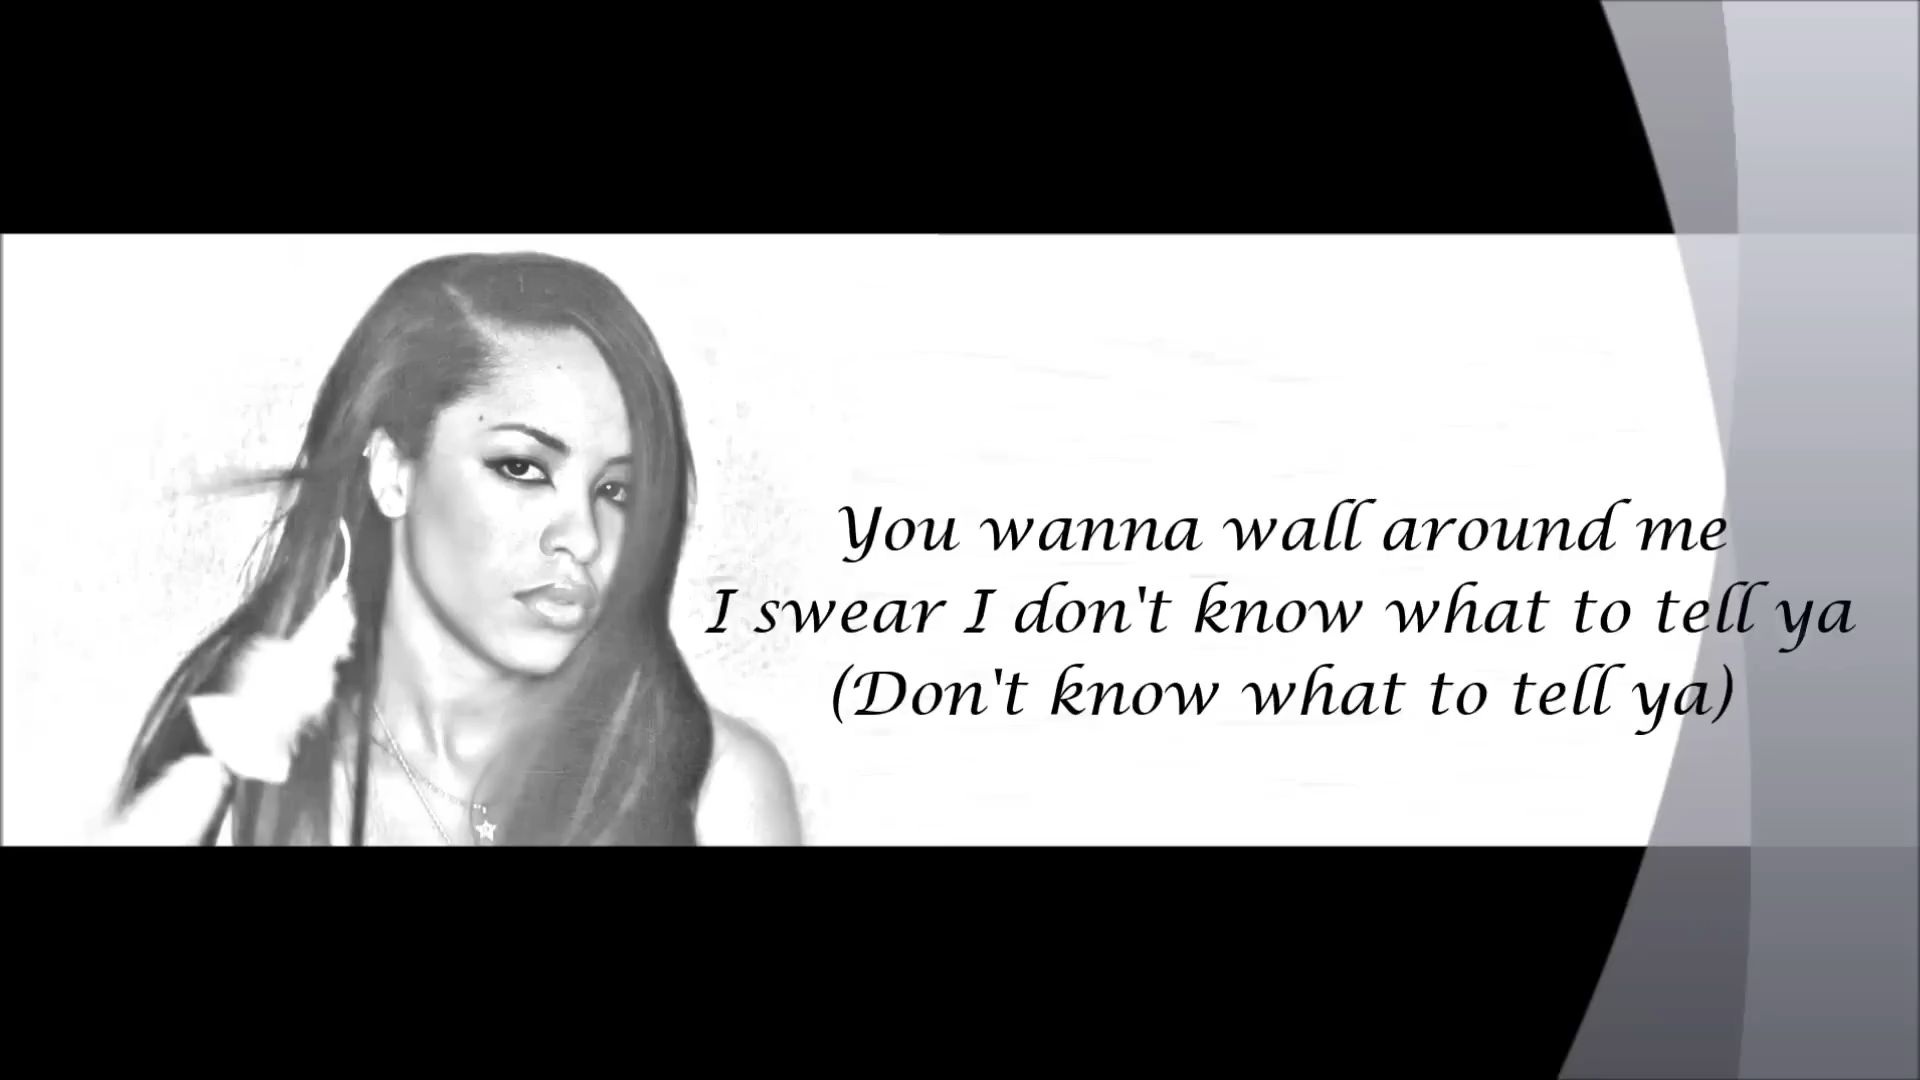 You wanna wall around me
I swear I don't know what to tell ya
(Don't know what to tell ya)